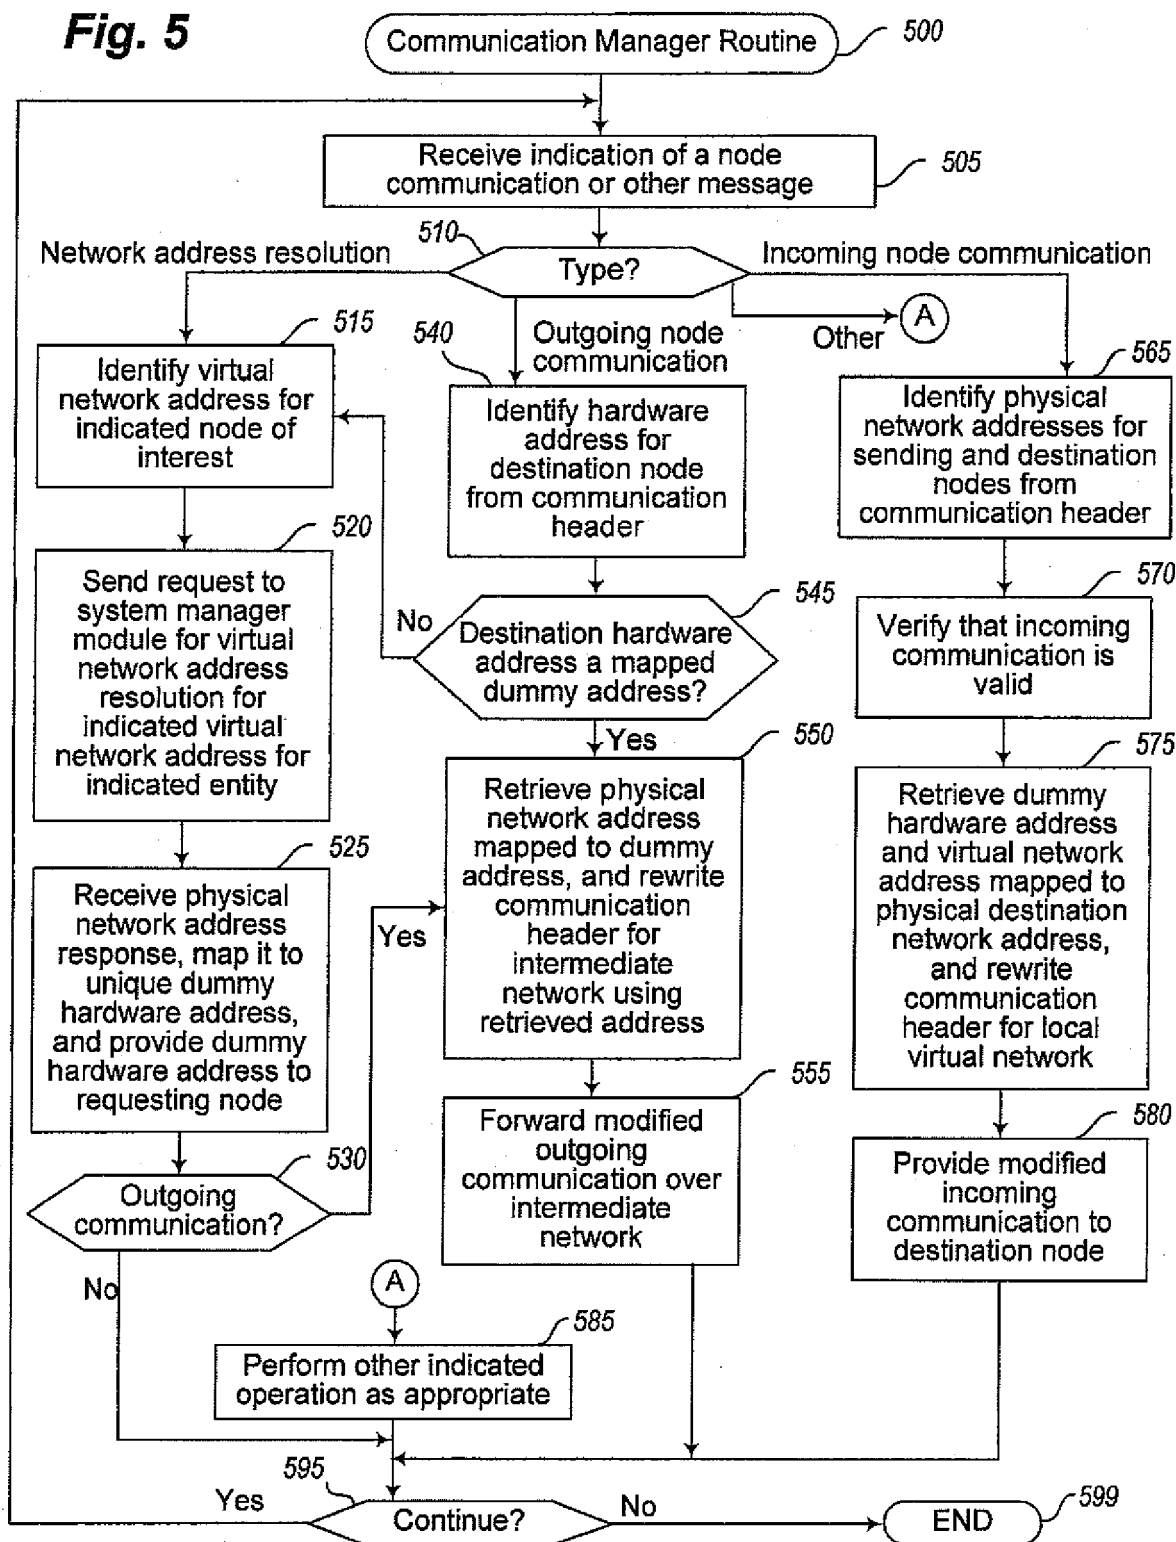 Fig. 5
Communication Manager Routine
500
Receive indication of a node
communication or other message
505
510
Type?
Network address resolution
Incoming node communication
Outgoing node
communication
Other
A
515
Identify virtual
network address for
indicated node of
interest
520
Send request to
system manager
module for virtual
network address
resolution for
indicated virtual
network address for
indicated entity
525
Receive physical
network address
response, map it to
unique dummy
hardware address,
and provide dummy
hardware address to
requesting node
530
Outgoing
communication?
Yes
No
540
Identify hardware
address for
destination node
from communication
header
545
Destination hardware
address a mapped
dummy address?
No
Yes
550
Retrieve physical
network address
mapped to dummy
address, and rewrite
communication
header for
intermediate
network using
retrieved address
555
Forward modified
outgoing
communication over
intermediate
network
565
Identify physical
network addresses for
sending and destination
nodes from
communication header
570
Verify that incoming
communication is
valid
575
Retrieve dummy
hardware address
and virtual network
address mapped to
physical destination
network address,
and rewrite
communication
header for local
virtual network
580
Provide modified
incoming
communication to
destination node
A
585
Perform other indicated
operation as appropriate
595
Continue?
Yes
No
END
599